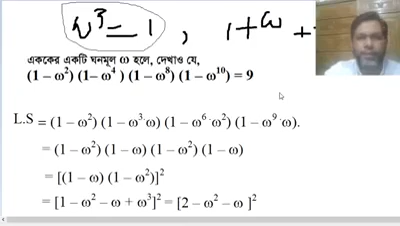 ω³ = 1 , 1 + ω +
এককের একটি ঘনমূল ω হলে, দেখাও যে,
(1 – ω²) (1– ω⁴ ) (1 – ω⁸) (1 – ω¹⁰) = 9
L.S = (1 – ω²) (1 – ω³·ω) (1 – ω⁶·ω²) (1 – ω⁹·ω).
= (1 – ω²) (1 – ω) (1 – ω²) (1 – ω)
= [(1 – ω) (1 – ω²)]²
= [1 – ω² – ω + ω³]² = [2 – ω² – ω ]²